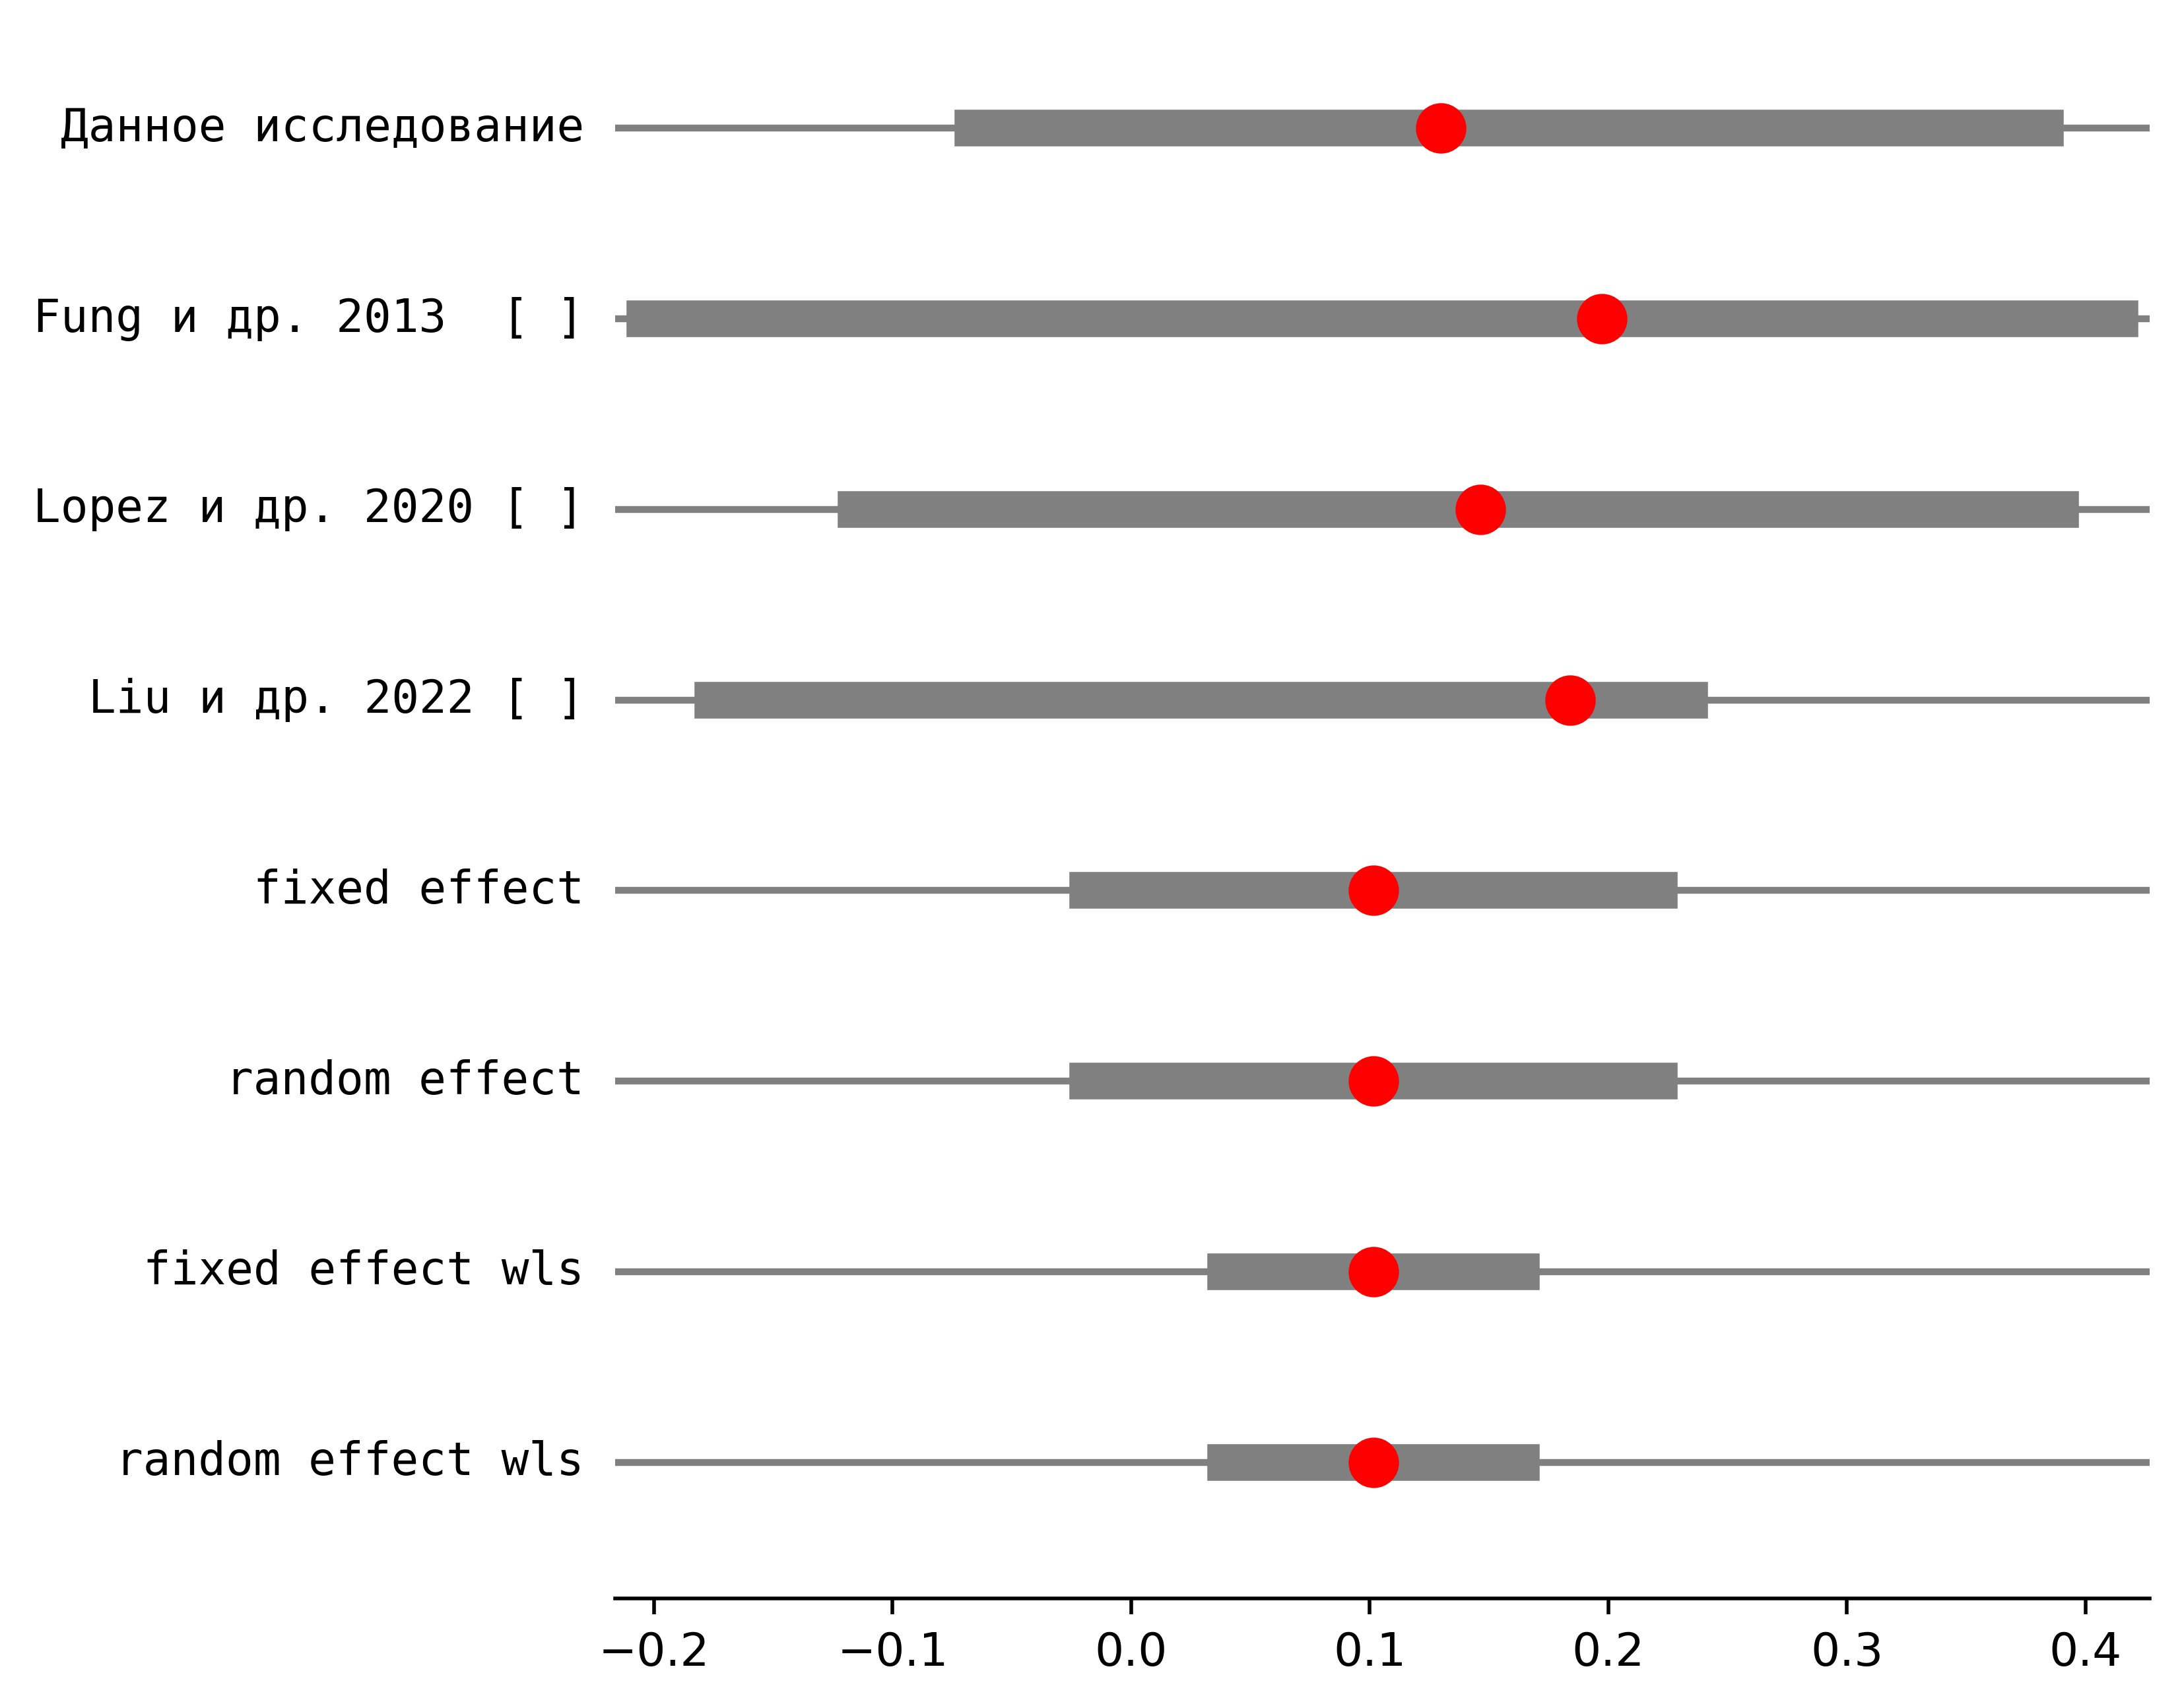 Данное исследование
Fung и др. 2013  [ ]
Lopez и др. 2020 [ ]
Liu и др. 2022 [ ]
fixed effect
random effect
fixed effect wls
random effect wls
−0.2 −0.1 0.0 0.1 0.2 0.3 0.4